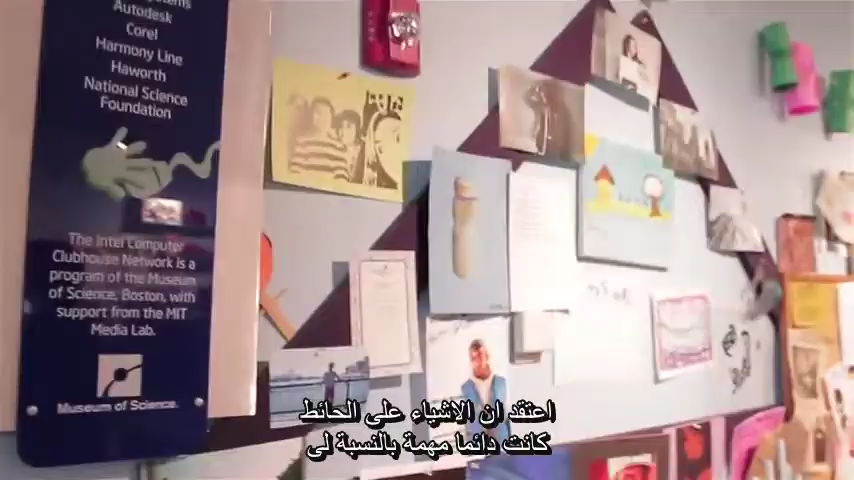 Autodesk
Corel
Harmony Line
Haworth
National Science
Foundation
The Intel Computer
Clubhouse Network is a
program of the Museum
of Science, Boston, with
support from the MIT
Media Lab.
Museum of Science.
اعتقد ان الاشياء على الحائط
كانت دائما مهمة بالنسبة لى